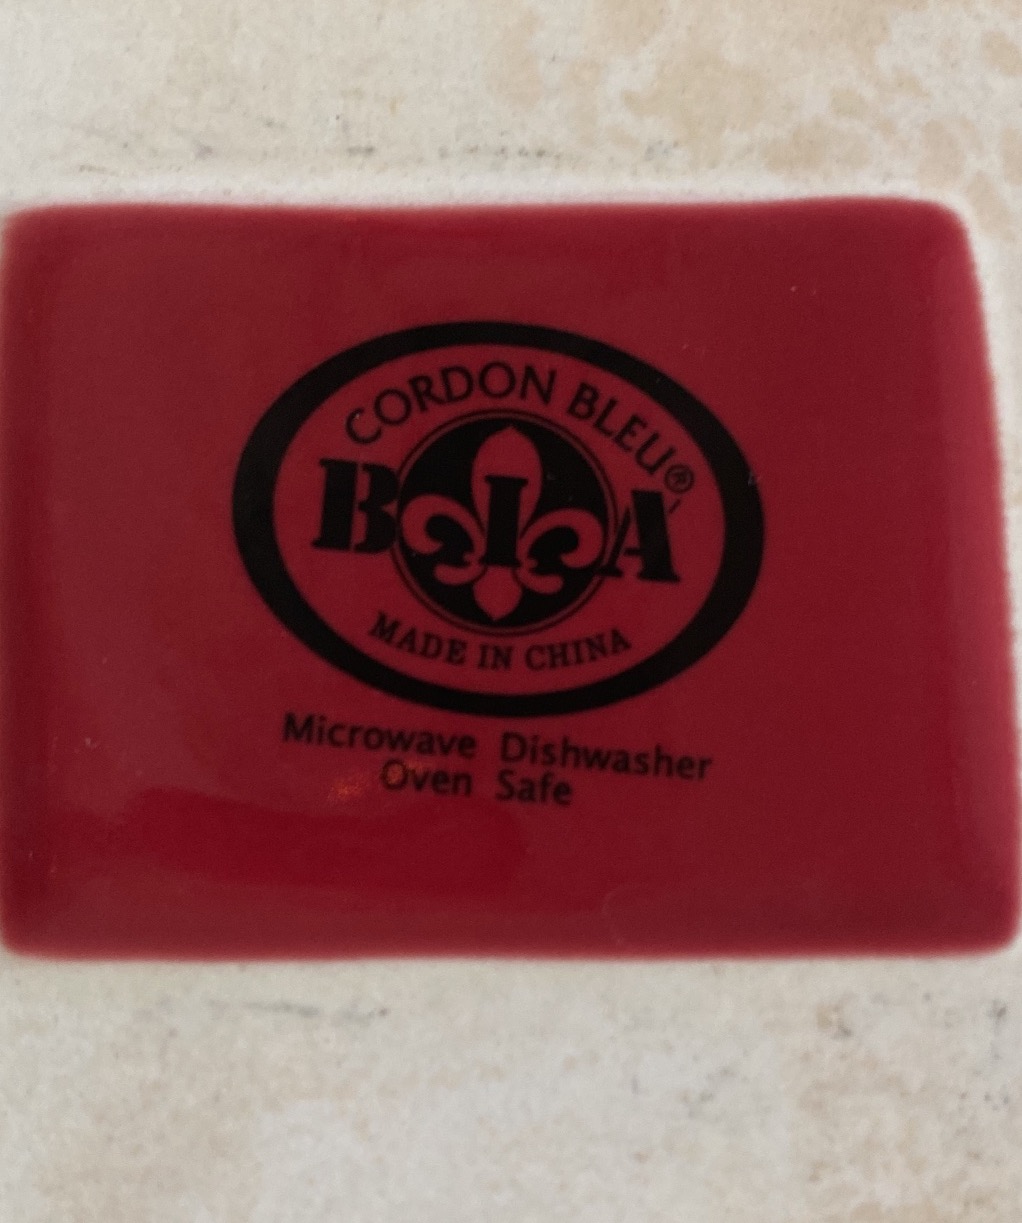 CORDON BLEU®
BIA
MADE IN CHINA
Microwave Dishwasher
Oven Safe